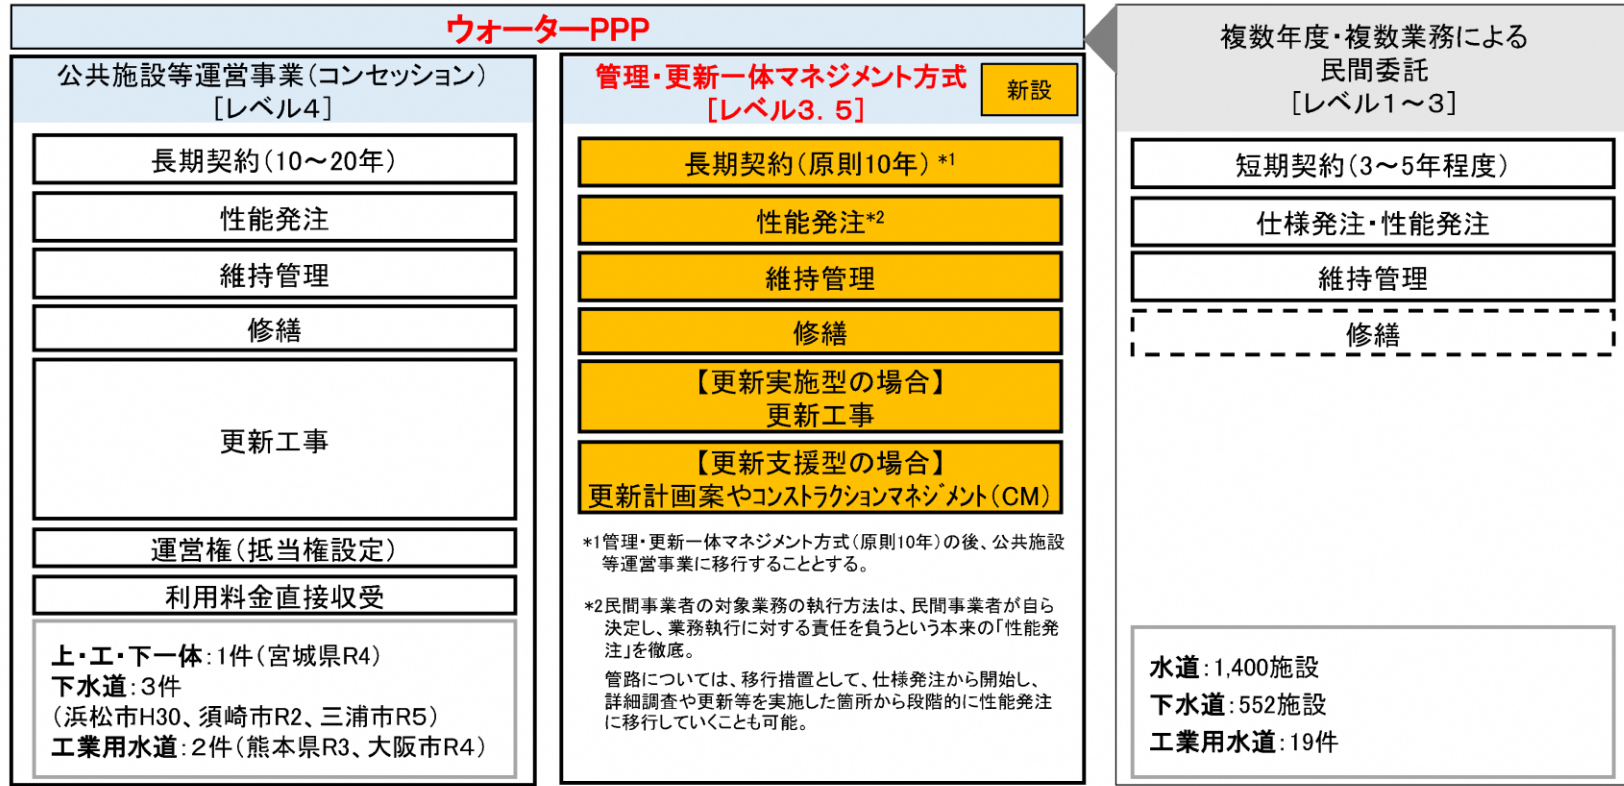 ウォーターPPP
公共施設等運営事業(コンセッション)
[レベル4]
長期契約(10～20年)
性能発注
維持管理
修繕
更新工事
運営権(抵当権設定)
利用料金直接収受
上・工・下一体:1件(宮城県R4)
下水道:3件
(浜松市H30、須崎市R2、三浦市R5)
工業用水道:2件(熊本県R3、大阪市R4)
管理・更新一体マネジメント方式
[レベル3.5]
新設
長期契約(原則10年) *1
性能発注*2
維持管理
修繕
【更新実施型の場合】
更新工事
【更新支援型の場合】
更新計画案やコンストラクションマネジメント(CM)
*1管理・更新一体マネジメント方式(原則10年)の後、公共施設
等運営事業に移行することとする。
*2民間事業者の対象業務の執行方法は、民間事業者が自ら
決定し、業務執行に対する責任を負うという本来の「性能発
注」を徹底。
管路については、移行措置として、仕様発注から開始し、
詳細調査や更新等を実施した箇所から段階的に性能発注
に移行していくことも可能。
複数年度・複数業務による
民間委託
[レベル1～3]
短期契約(3～5年程度)
仕様発注・性能発注
維持管理
修繕
水道:1,400施設
下水道:552施設
工業用水道:19件